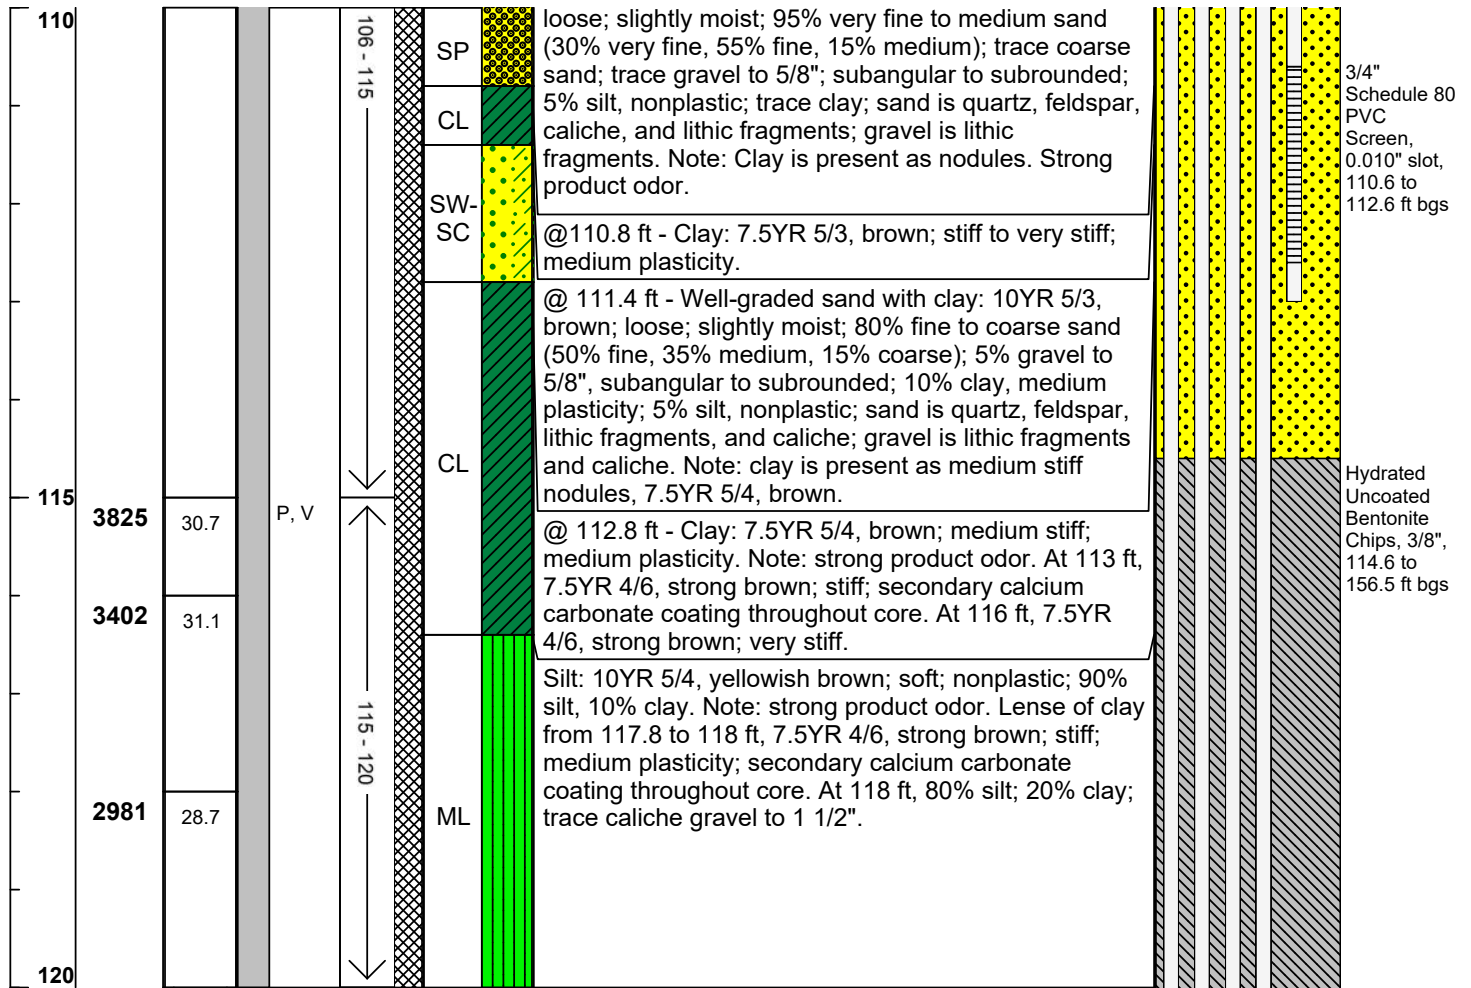 110
106 - 115
SP
CL
SW-
SC
CL
ML
loose; slightly moist; 95% very fine to medium sand
(30% very fine, 55% fine, 15% medium); trace coarse
sand; trace gravel to 5/8"; subangular to subrounded;
5% silt, nonplastic; trace clay; sand is quartz, feldspar,
caliche, and lithic fragments; gravel is lithic
fragments. Note: Clay is present as nodules. Strong
product odor.
@110.8 ft - Clay: 7.5YR 5/3, brown; stiff to very stiff;
medium plasticity.
@ 111.4 ft - Well-graded sand with clay: 10YR 5/3,
brown; loose; slightly moist; 80% fine to coarse sand
(50% fine, 35% medium, 15% coarse); 5% gravel to
5/8", subangular to subrounded; 10% clay, medium
plasticity; 5% silt, nonplastic; sand is quartz, feldspar,
lithic fragments, and caliche; gravel is lithic fragments
and caliche. Note: clay is present as medium stiff
nodules, 7.5YR 5/4, brown.
@ 112.8 ft - Clay: 7.5YR 5/4, brown; medium stiff;
medium plasticity. Note: strong product odor. At 113 ft,
7.5YR 4/6, strong brown; stiff; secondary calcium
carbonate coating throughout core. At 116 ft, 7.5YR
4/6, strong brown; very stiff.
Silt: 10YR 5/4, yellowish brown; soft; nonplastic; 90%
silt, 10% clay. Note: strong product odor. Lense of clay
from 117.8 to 118 ft, 7.5YR 4/6, strong brown; stiff;
medium plasticity; secondary calcium carbonate
coating throughout core. At 118 ft, 80% silt; 20% clay;
trace caliche gravel to 1 1/2".
3/4"
Schedule 80
PVC
Screen,
0.010" slot,
110.6 to
112.6 ft bgs
Hydrated
Uncoated
Bentonite
Chips, 3/8",
114.6 to
156.5 ft bgs
115
3825
30.7
P, V
3402
31.1
115 - 120
2981
28.7
120